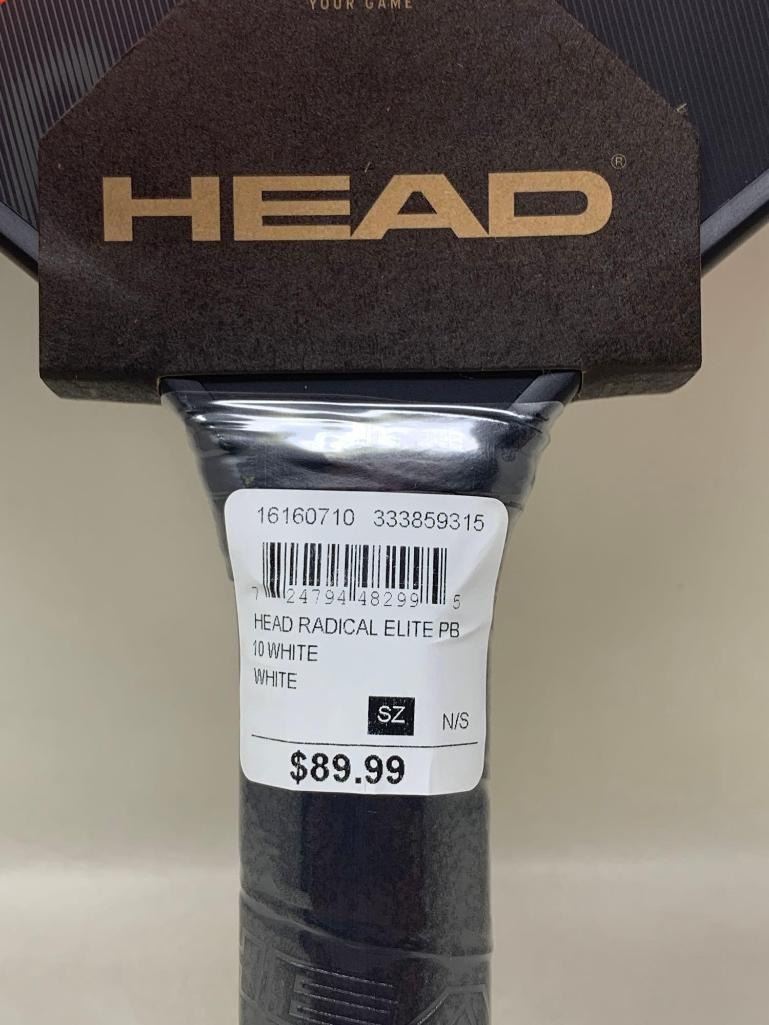 YOUR GAME
HEAD®
16160710 333859315
7 24794 48299 5
HEAD RADICAL ELITE PB
10 WHITE
WHITE
SZ N/S
$89.99